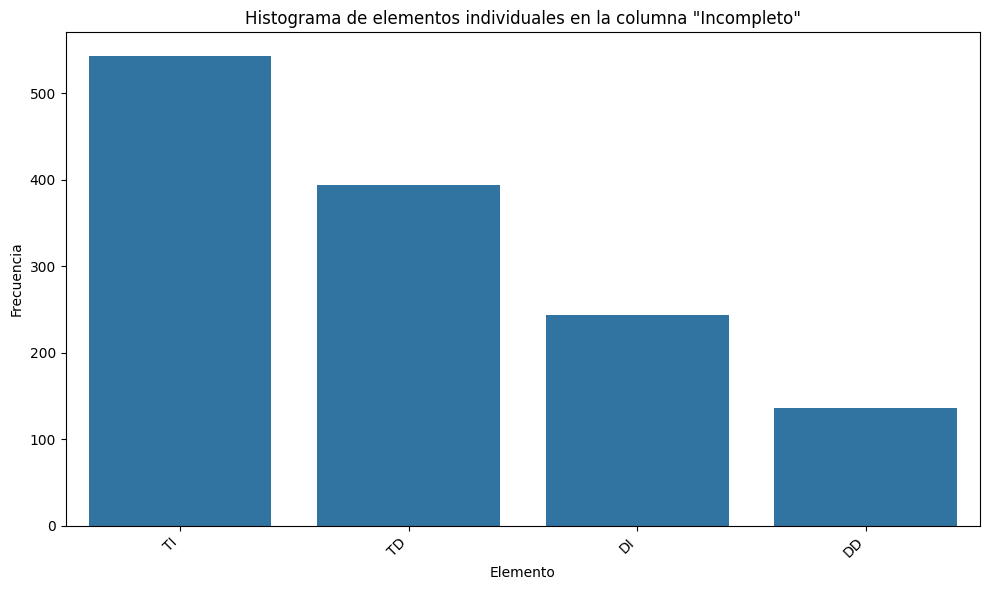 Histograma de elementos individuales en la columna "Incompleto"
Frecuencia
500
400
300
200
100
0
TI
TD
DI
DD
Elemento